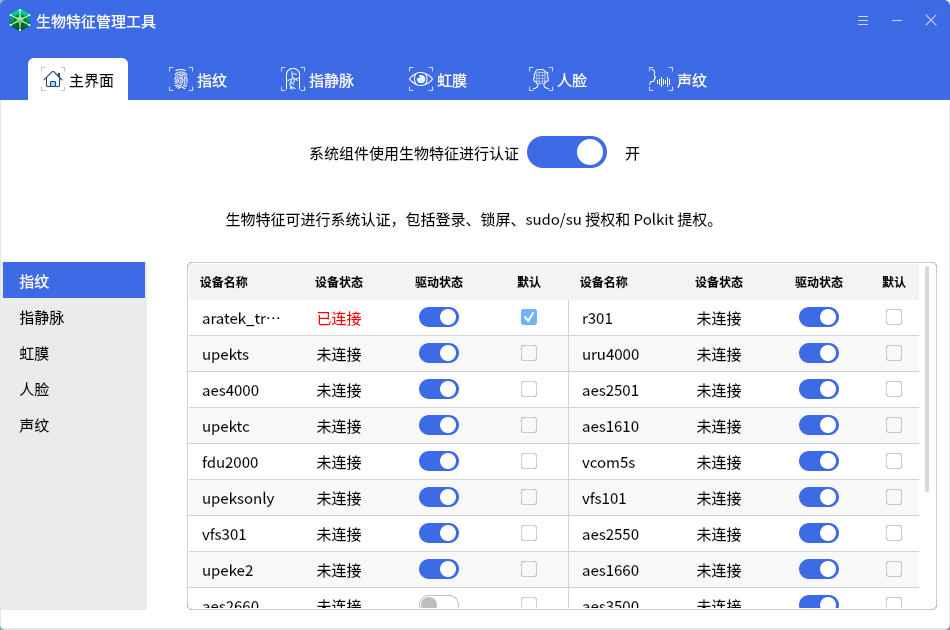 生物特征管理工具
主界面 指纹 指静脉 虹膜 人脸 声纹
系统组件使用生物特征进行认证 开
生物特征可进行系统认证，包括登录、锁屏、sudo/su 授权和 Polkit 提权。
指纹
指静脉
虹膜
人脸
声纹
设备名称 设备状态 驱动状态 默认 设备名称 设备状态 驱动状态 默认
aratek_tr··· 已连接 r301 未连接
upekts 未连接 uru4000 未连接
aes4000 未连接 aes2501 未连接
upektc 未连接 aes1610 未连接
fdu2000 未连接 vcom5s 未连接
upeksonly 未连接 vfs101 未连接
vfs301 未连接 aes2550 未连接
upeke2 未连接 aes1660 未连接
aes2660 未连接 aes3500 未连接